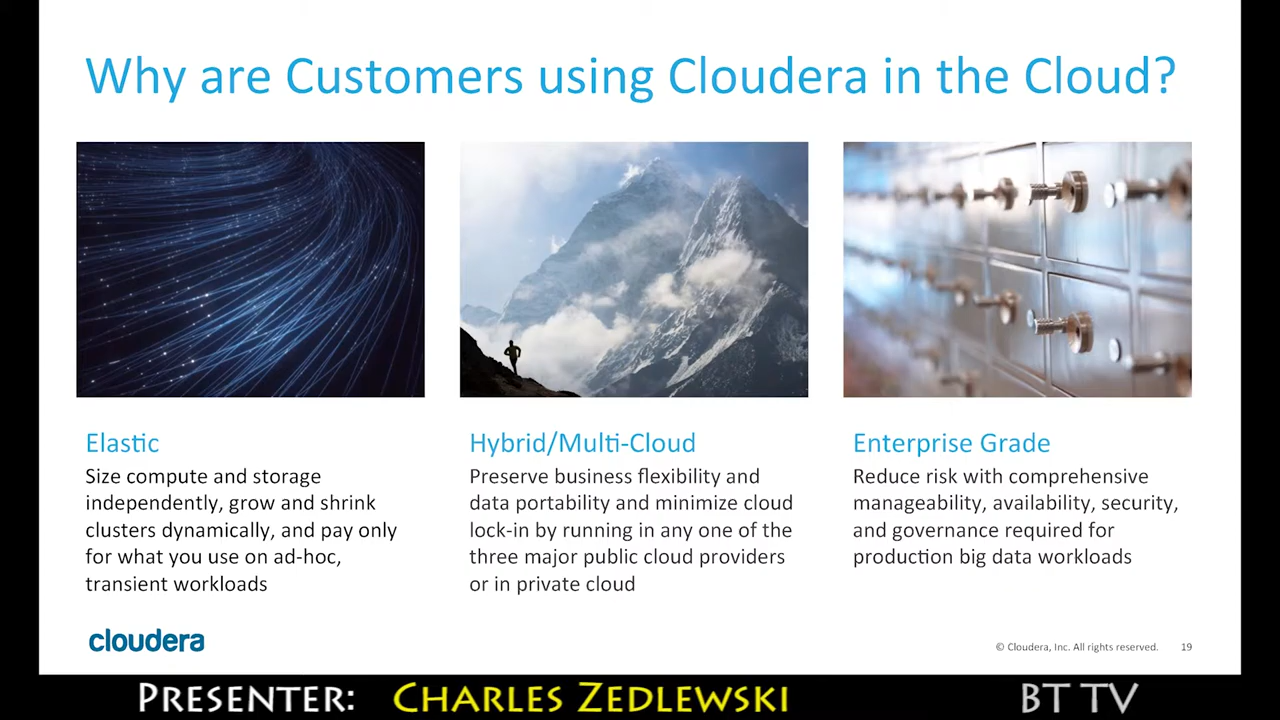 Why are Customers using Cloudera in the Cloud?
Elastic
Size compute and storage
independently, grow and shrink
clusters dynamically, and pay only
for what you use on ad-hoc,
transient workloads
Hybrid/Multi-Cloud
Preserve business flexibility and
data portability and minimize cloud
lock-in by running in any one of the
three major public cloud providers
or in private cloud
Enterprise Grade
Reduce risk with comprehensive
manageability, availability, security,
and governance required for
production big data workloads
cloudera
© Cloudera, Inc. All rights reserved. 19
PRESENTER: CHARLES ZEDLEWSKI BT TV